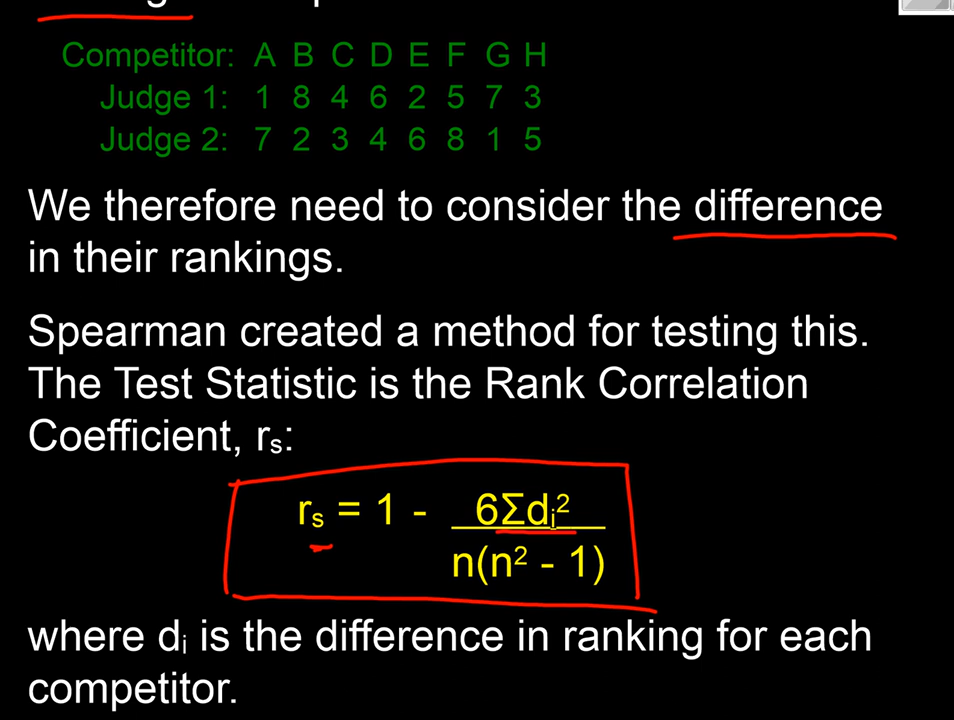 Competitor: A B C D E F G H
Judge 1: 1 8 4 6 2 5 7 3
Judge 2: 7 2 3 4 6 8 1 5
We therefore need to consider the difference
in their rankings.
Spearman created a method for testing this.
The Test Statistic is the Rank Correlation
Coefficient, rₛ:
rₛ = 1 - 6Σdᵢ²
n(n² - 1)
where dᵢ is the difference in ranking for each
competitor.